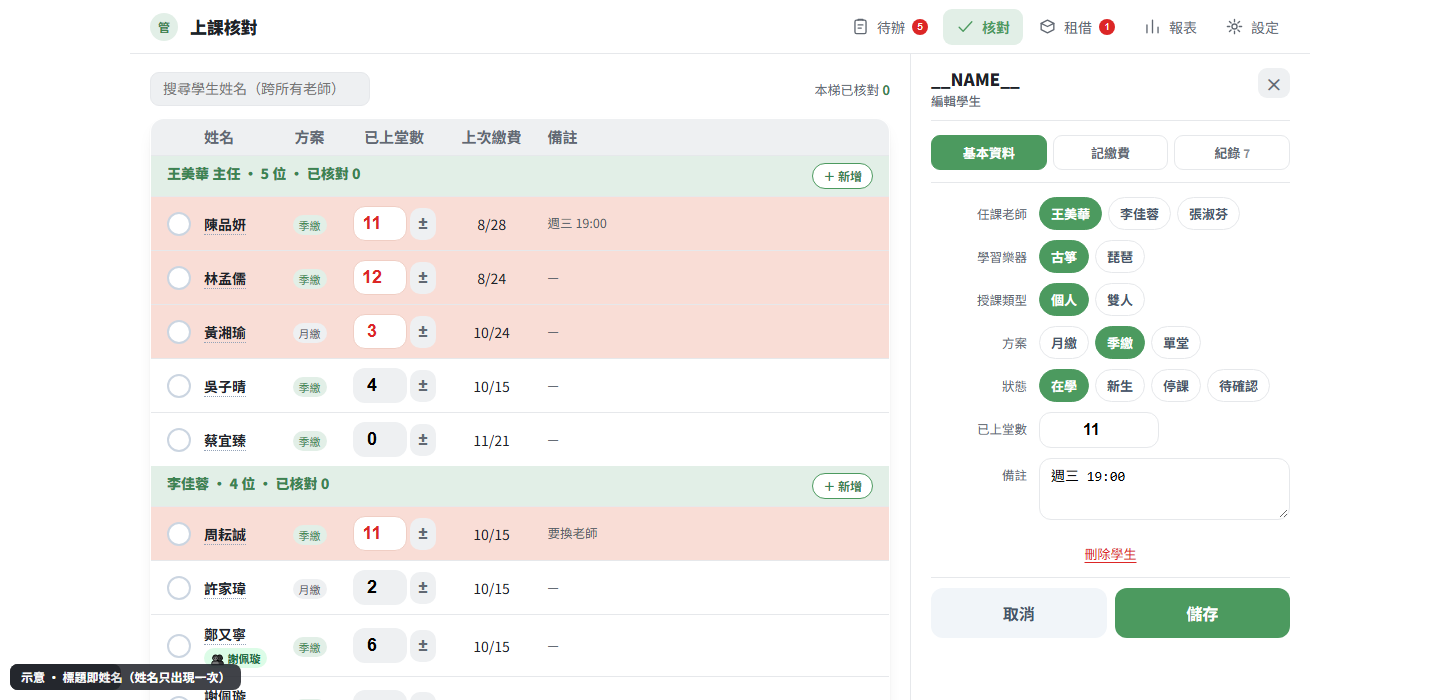 管 上課核對
待辦 5 核對 租借 1 報表 設定
搜尋學生姓名（跨所有老師）
本梯已核對 0
姓名 方案 已上堂數 上次繳費 備註
王美華 主任 • 5 位 • 已核對 0 ＋新增
陳品妍 季繳 11 ± 8/28 週三 19:00
林孟儒 季繳 12 ± 8/24 —
黃湘瑜 月繳 3 ± 10/24 —
吳子晴 季繳 4 ± 10/15 —
蔡宜臻 季繳 0 ± 11/21 —
李佳蓉 • 4 位 • 已核對 0 ＋新增
周耘誠 季繳 11 ± 10/15 要換老師
許家瑋 月繳 2 ± 10/15 —
鄭又寧 季繳 6 ± 10/15 —
謝佩璇
謝佩璇
示意 • 標題即姓名（姓名只出現一次）
__NAME__
編輯學生
基本資料 記繳費 紀錄 7
任課老師 王美華 李佳蓉 張淑芬
學習樂器 古箏 琵琶
授課類型 個人 雙人
方案 月繳 季繳 單堂
狀態 在學 新生 停課 待確認
已上堂數 11
備註 週三 19:00
刪除學生
取消 儲存